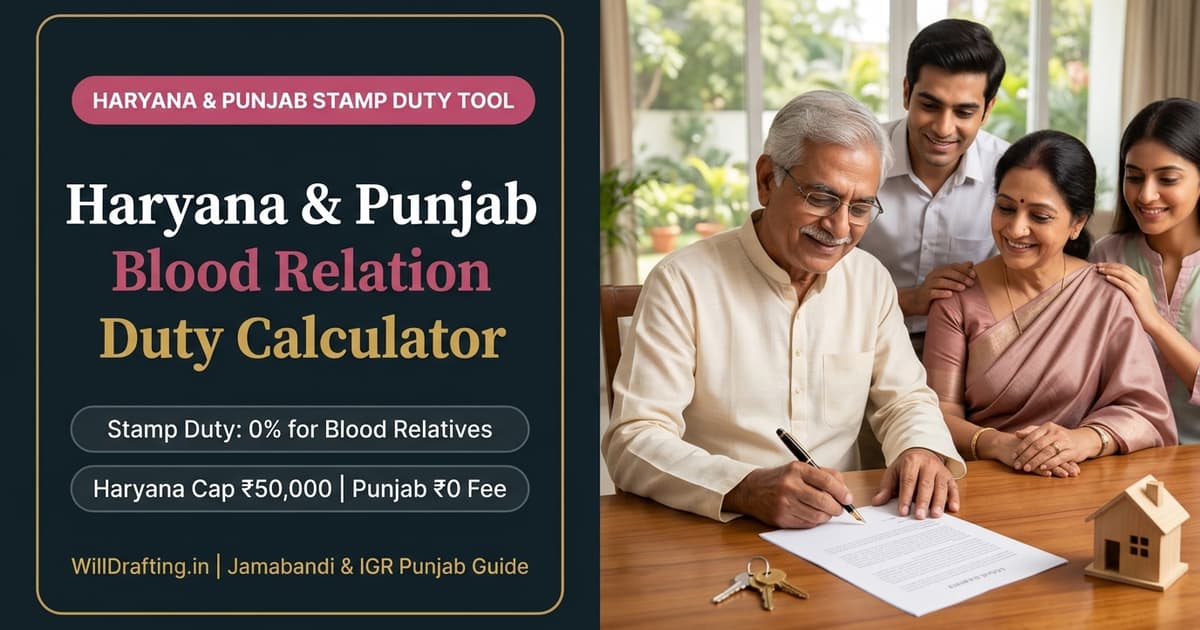 HARYANA & PUNJAB STAMP DUTY TOOL
Haryana & Punjab
Blood Relation
Duty Calculator
Stamp Duty: 0% for Blood Relatives
Haryana Cap ₹50,000 | Punjab ₹0 Fee
WillDrafting.in | Jamabandi & IGR Punjab Guide